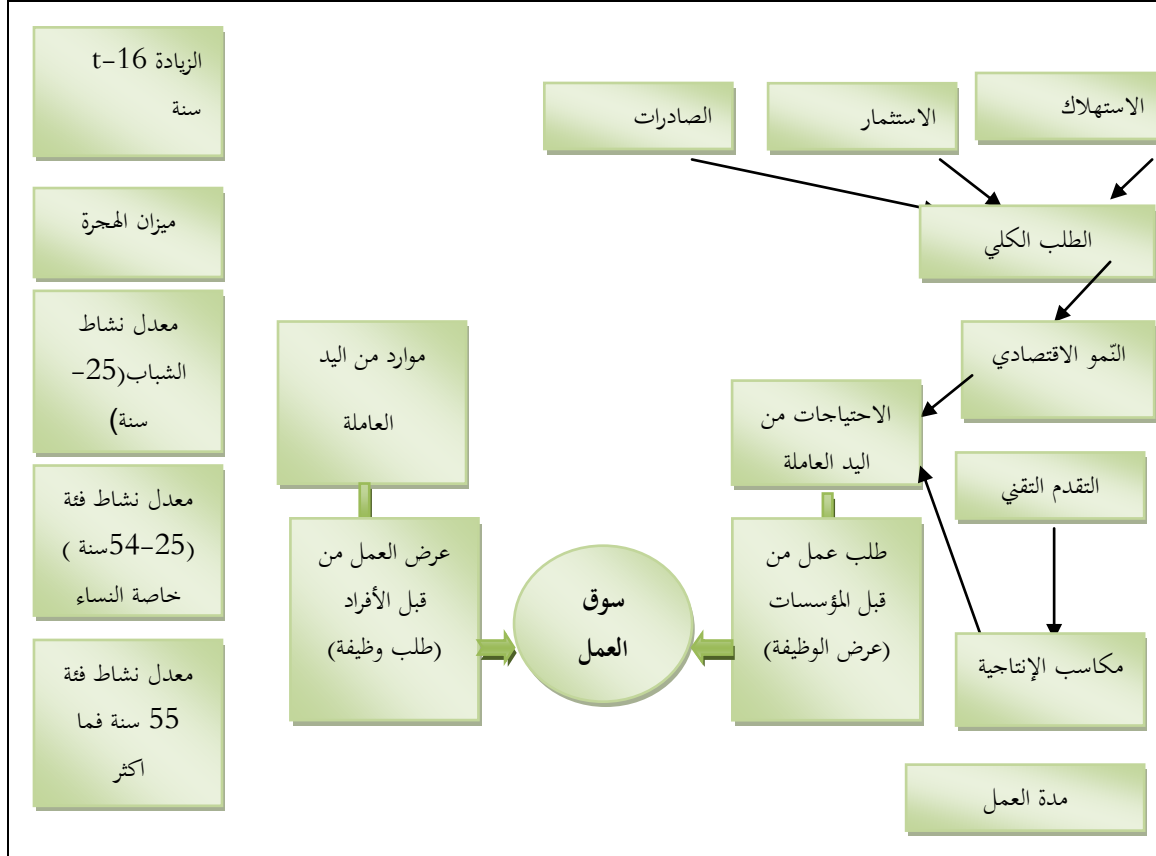 الاستهلاك
الاستثمار
الصادرات
الطلب الكلي
النّمو الاقتصادي
الاحتياجات من
اليد العاملة
التقدم التقني
طلب عمل من
قبل المؤسسات
(عرض الوظيفة)
مكاسب الإنتاجية
مدة العمل
سوق
العمل
موارد من اليد
العاملة
عرض العمل من
قبل الأفراد
(طلب وظيفة)
الزيادة t-16
سنة
ميزان الهجرة
معدل نشاط
الشباب(25-
سنة)
معدل نشاط فئة
(25-54سنة )
خاصة النساء
معدل نشاط فئة
55 سنة فما
اكثر